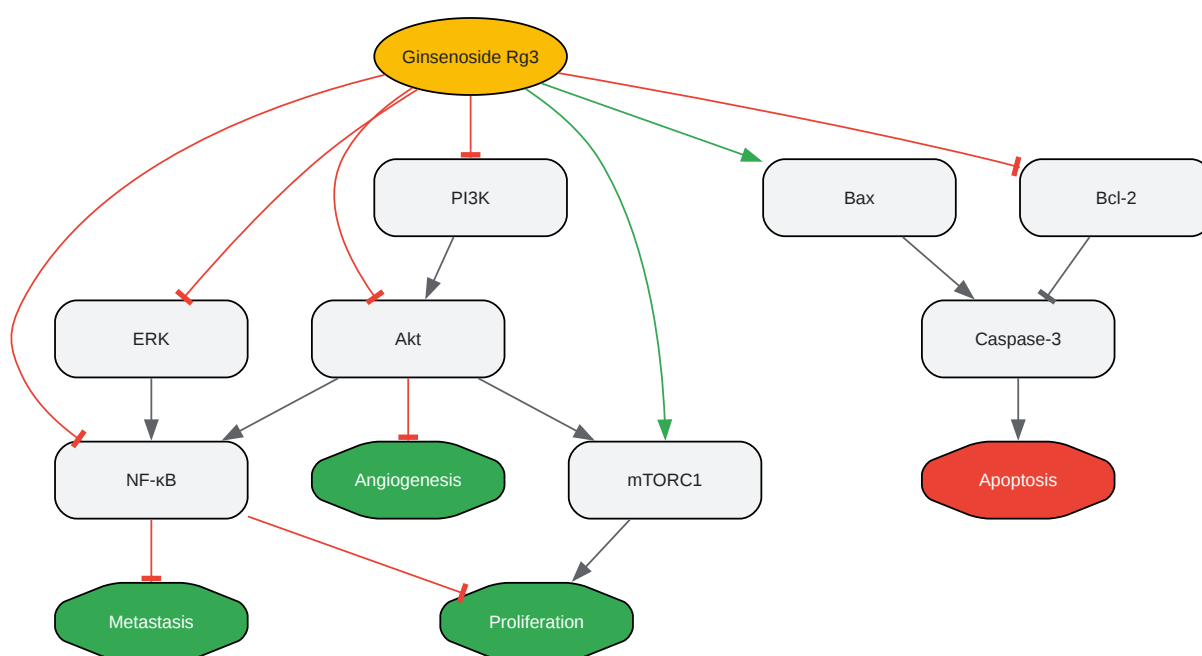 Ginsenoside Rg3
PI3K
Bax
Bcl-2
ERK
Akt
Caspase-3
NF-κB
Angiogenesis
mTORC1
Apoptosis
Metastasis
Proliferation